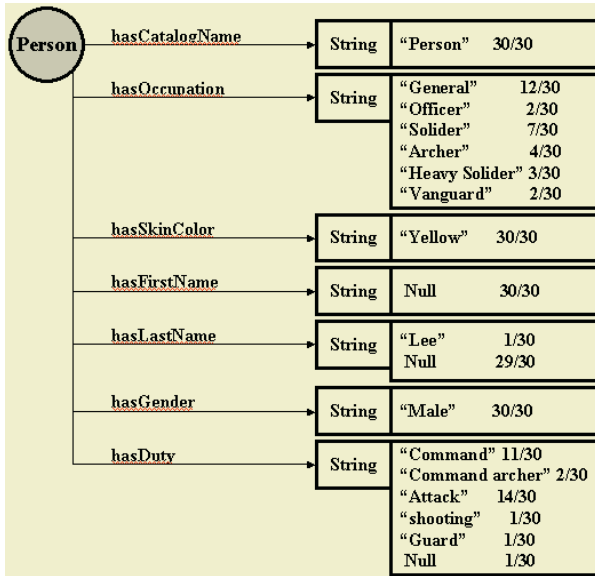 Person
hasCatalogName String “Person” 30/30
hasOccupation String “General” 12/30
“Officer” 2/30
“Solider” 7/30
“Archer” 4/30
“Heavy Solider” 3/30
“Vanguard” 2/30
hasSkinColor String “Yellow” 30/30
hasFirstName String Null 30/30
hasLastName String “Lee” 1/30
Null 29/30
hasGender String “Male” 30/30
hasDuty String “Command” 11/30
“Command archer” 2/30
“Attack” 14/30
“shooting” 1/30
“Guard” 1/30
Null 1/30